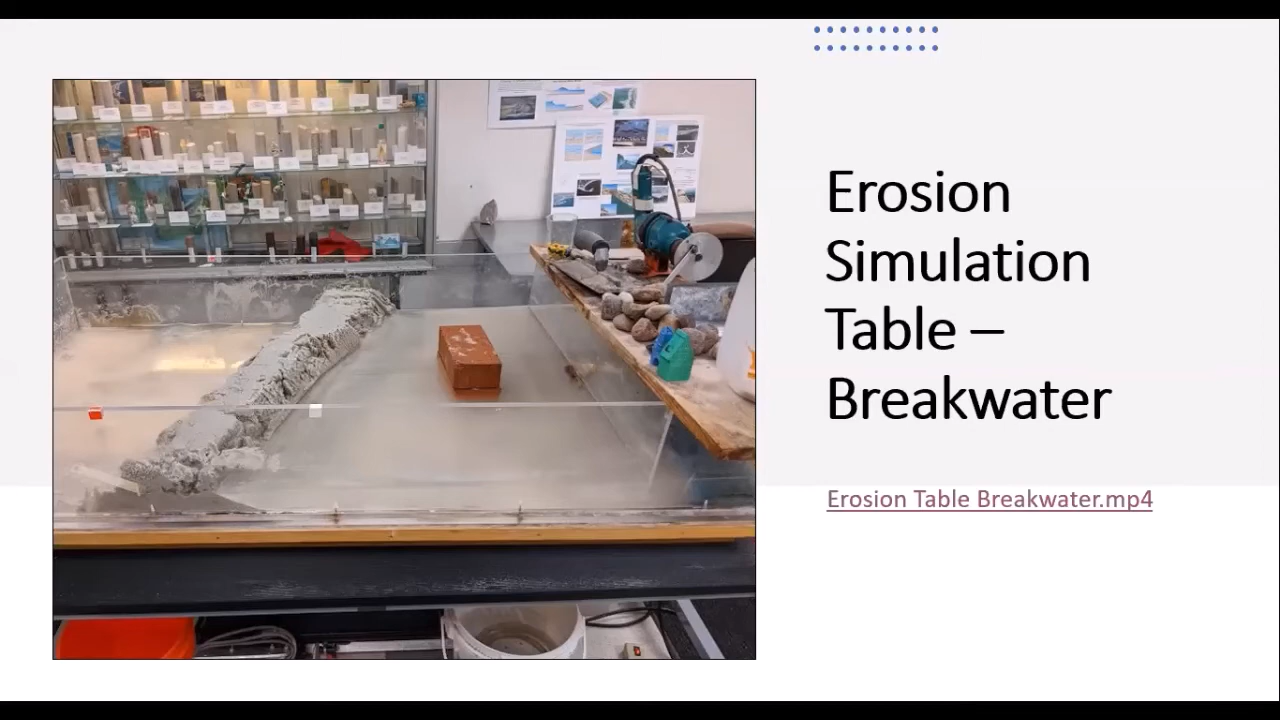 Erosion
Simulation
Table –
Breakwater
Erosion Table Breakwater.mp4